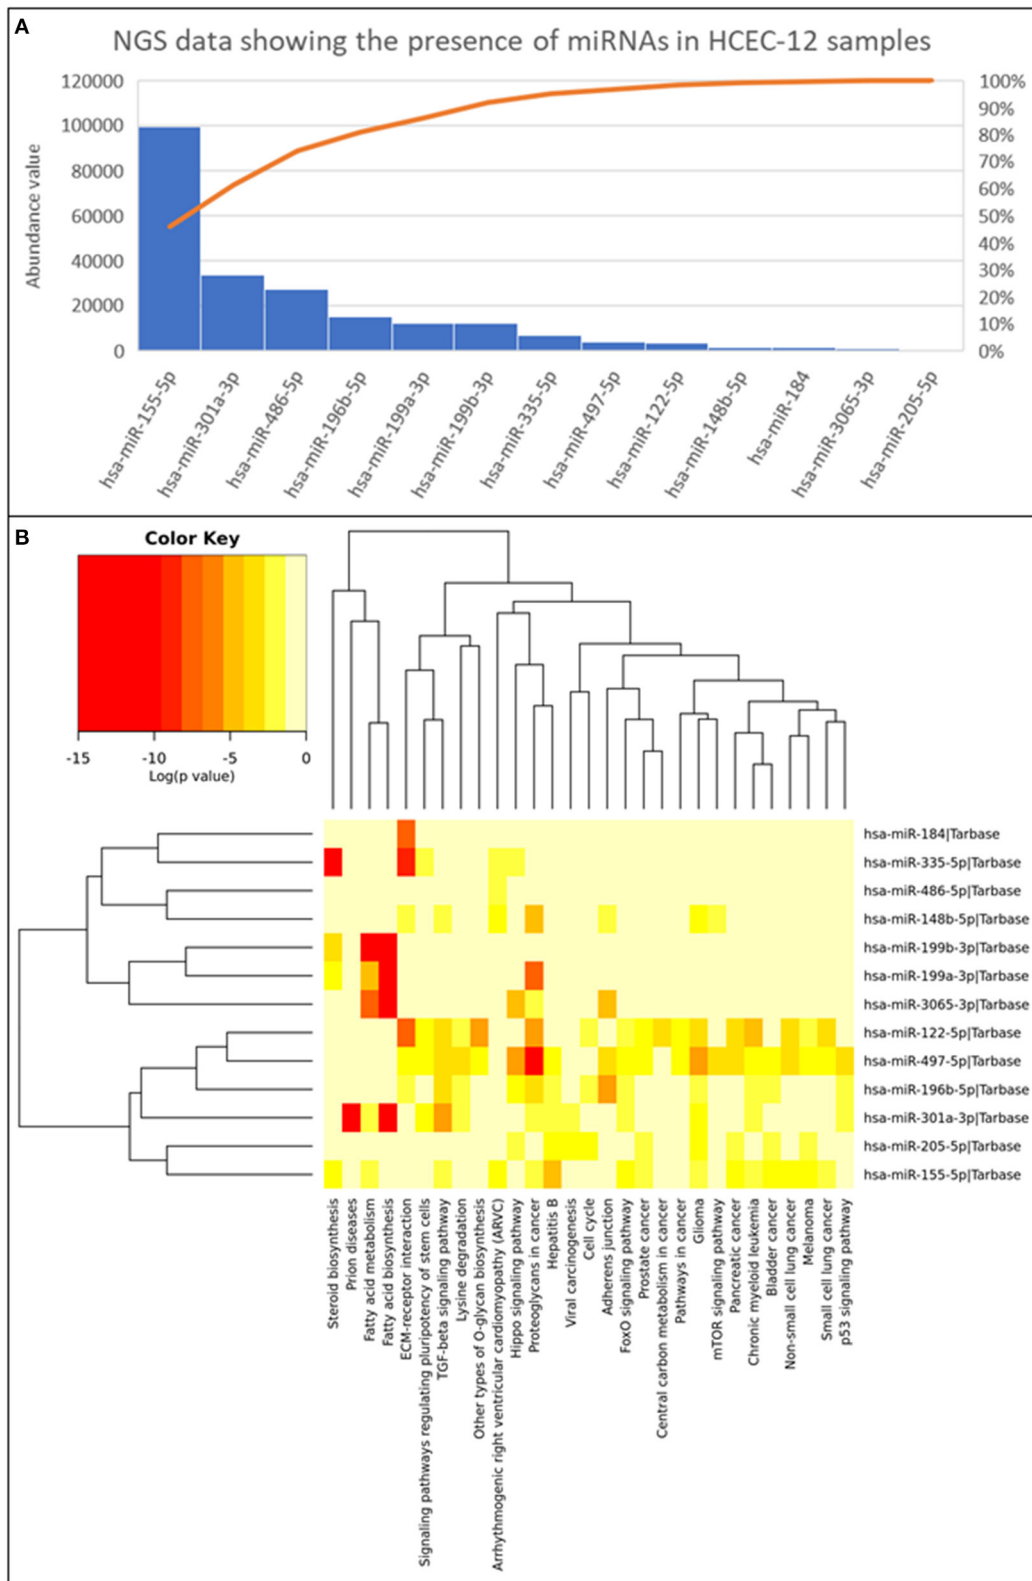 A
NGS data showing the presence of miRNAs in HCEC-12 samples
Abundance value
120000
100000
80000
60000
40000
20000
0
100%
90%
80%
70%
60%
50%
40%
30%
20%
10%
0%
hsa-miR-155-5p
hsa-miR-301a-3p
hsa-miR-486-5p
hsa-miR-196b-5p
hsa-miR-199a-3p
hsa-miR-199b-3p
hsa-miR-335-5p
hsa-miR-497-5p
hsa-miR-122-5p
hsa-miR-148b-5p
hsa-miR-184
hsa-miR-3065-3p
hsa-miR-205-5p
B
Color Key
-15 -10 -5 0
Log(p value)
hsa-miR-184|Tarbase
hsa-miR-335-5p|Tarbase
hsa-miR-486-5p|Tarbase
hsa-miR-148b-5p|Tarbase
hsa-miR-199b-3p|Tarbase
hsa-miR-199a-3p|Tarbase
hsa-miR-3065-3p|Tarbase
hsa-miR-122-5p|Tarbase
hsa-miR-497-5p|Tarbase
hsa-miR-196b-5p|Tarbase
hsa-miR-301a-3p|Tarbase
hsa-miR-205-5p|Tarbase
hsa-miR-155-5p|Tarbase
Steroid biosynthesis
Prion diseases
Fatty acid metabolism
Fatty acid biosynthesis
ECM-receptor interaction
Signaling pathways regulating pluripotency of stem cells
TGF-beta signaling pathway
Lysine degradation
Other types of O-glycan biosynthesis
Arrhythmogenic right ventricular cardiomyopathy (ARVC)
Hippo signaling pathway
Proteoglycans in cancer
Hepatitis B
Viral carcinogenesis
Cell cycle
Adherens junction
FoxO signaling pathway
Prostate cancer
Central carbon metabolism in cancer
Pathways in cancer
Glioma
mTOR signaling pathway
Pancreatic cancer
Chronic myeloid leukemia
Bladder cancer
Non-small cell lung cancer
Melanoma
Small cell lung cancer
p53 signaling pathway